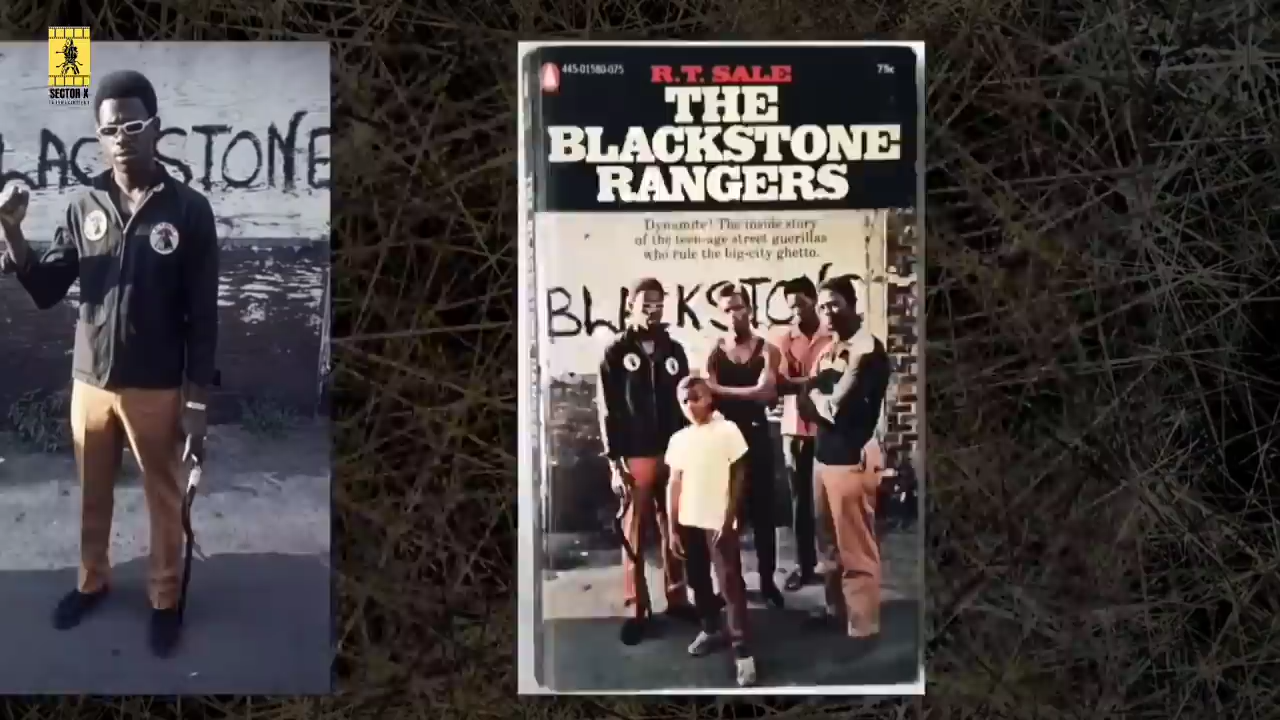 SECTOR X
LACKSTONE
445-01580-075
75¢
R.T. SALE
THE
BLACKSTONE
RANGERS
Dynamite! The inside story
of the teen-age street guerillas
who rule the big-city ghetto.
BLACKSTONE